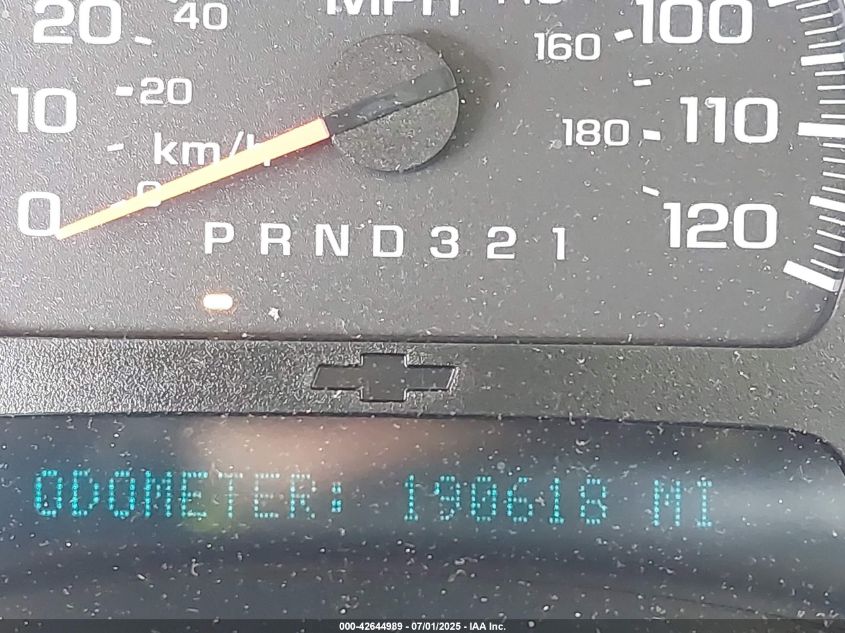 20 40 MPH 140 100
160
10 20 110
km/h 180
0 0 120
P R N D 3 2 1
ODOMETER: 190618 MI
000-42644989 - 07/01/2025 - IAA Inc.